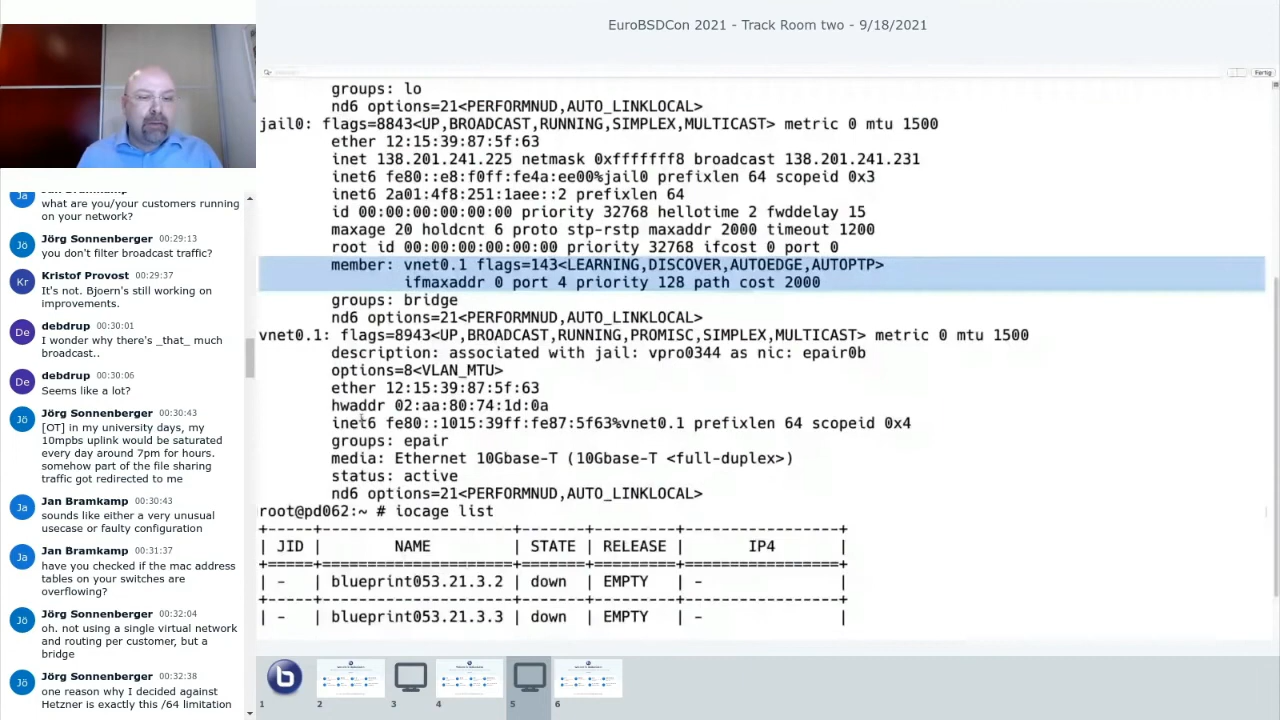 EuroBSDCon 2021 - Track Room two - 9/18/2021
Fertig
what are you/your customers running
on your network?
Jö
Jörg Sonnenberger 00:29:13
you don't filter broadcast traffic?
Kr
Kristof Provost 00:29:37
It's not. Bjoern's still working on
improvements.
De
debdrup 00:30:01
I wonder why there's _that_ much
broadcast..
De
debdrup 00:30:06
Seems like a lot?
Jö
Jörg Sonnenberger 00:30:43
[OT] in my university days, my
10mpbs uplink would be saturated
every day around 7pm for hours.
somehow part of the file sharing
traffic got redirected to me
Ja
Jan Bramkamp 00:30:43
sounds like either a very unusual
usecase or faulty configuration
Ja
Jan Bramkamp 00:31:37
have you checked if the mac address
tables on your switches are
overflowing?
Jö
Jörg Sonnenberger 00:32:04
oh. not using a single virtual network
and routing per customer, but a
bridge
Jö
Jörg Sonnenberger 00:32:38
one reason why I decided against
Hetzner is exactly this /64 limitation
groups: lo
nd6 options=21<PERFORMNUD,AUTO_LINKLOCAL>
jail0: flags=8843<UP,BROADCAST,RUNNING,SIMPLEX,MULTICAST> metric 0 mtu 1500
ether 12:15:39:87:5f:63
inet 138.201.241.225 netmask 0xfffffff8 broadcast 138.201.241.231
inet6 fe80::e8:f0ff:fe4a:ee00%jail0 prefixlen 64 scopeid 0x3
inet6 2a01:4f8:251:1aee::2 prefixlen 64
id 00:00:00:00:00:00 priority 32768 hellotime 2 fwddelay 15
maxage 20 holdcnt 6 proto stp-rstp maxaddr 2000 timeout 1200
root id 00:00:00:00:00:00 priority 32768 ifcost 0 port 0
member: vnet0.1 flags=143<LEARNING,DISCOVER,AUTOEDGE,AUTOPTP>
ifmaxaddr 0 port 4 priority 128 path cost 2000
groups: bridge
nd6 options=21<PERFORMNUD,AUTO_LINKLOCAL>
vnet0.1: flags=8943<UP,BROADCAST,RUNNING,PROMISC,SIMPLEX,MULTICAST> metric 0 mtu 1500
description: associated with jail: vpro0344 as nic: epair0b
options=8<VLAN_MTU>
ether 12:15:39:87:5f:63
hwaddr 02:aa:80:74:1d:0a
inet6 fe80::1015:39ff:fe87:5f63%vnet0.1 prefixlen 64 scopeid 0x4
groups: epair
media: Ethernet 10Gbase-T (10Gbase-T <full-duplex>)
status: active
nd6 options=21<PERFORMNUD,AUTO_LINKLOCAL>
root@pd062:~ # iocage list
+-----+----------------------+-------+---------+-----------------+
| JID | NAME | STATE | RELEASE | IP4 |
+=====+======================+=======+=========+=================+
| - | blueprint053.21.3.2 | down | EMPTY | - |
+-----+----------------------+-------+---------+-----------------+
| - | blueprint053.21.3.3 | down | EMPTY | - |
b
1 2 3 4 5 6